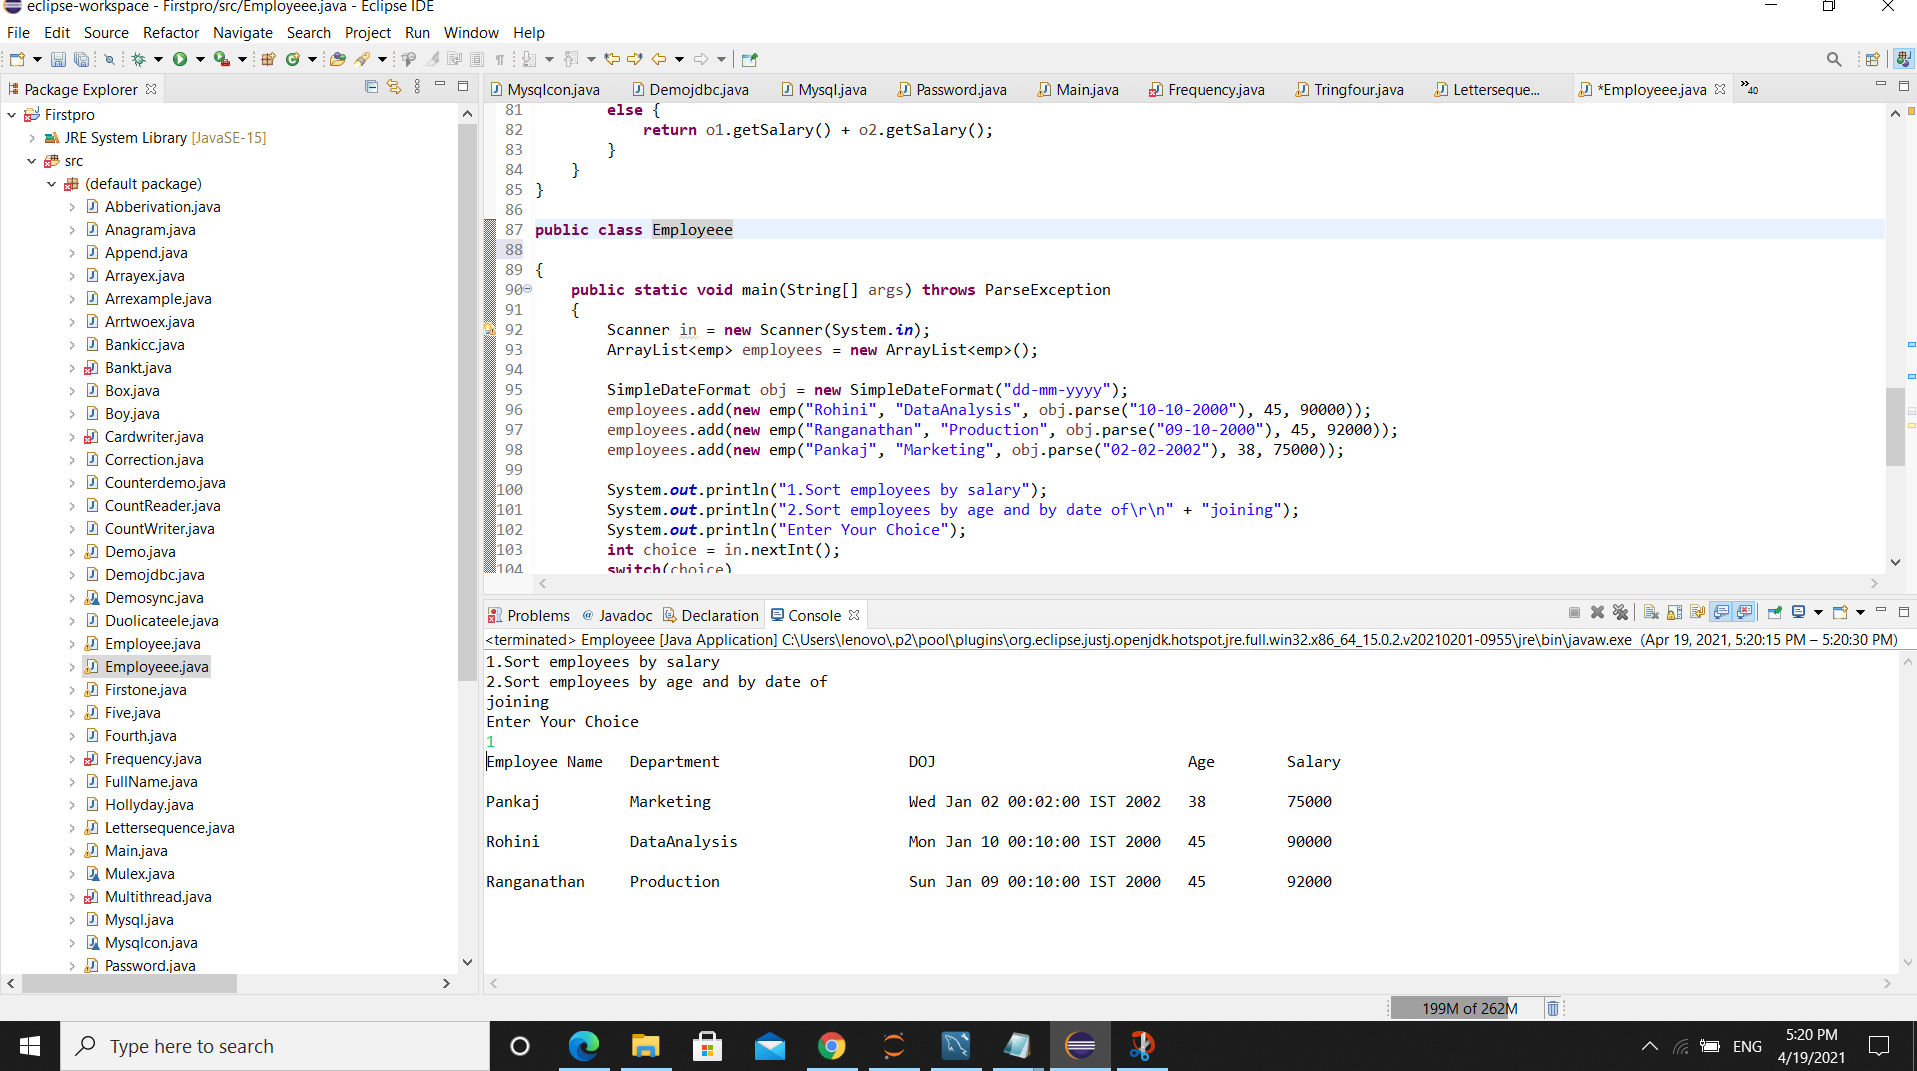 eclipse-workspace - Firstpro/src/Employeee.java - Eclipse IDE
File Edit Source Refactor Navigate Search Project Run Window Help
Package Explorer
Firstpro
JRE System Library [JavaSE-15]
src
(default package)
Abberivation.java
Anagram.java
Append.java
Arrayex.java
Arrexample.java
Arrtwoex.java
Bankicc.java
Bankt.java
Box.java
Boy.java
Cardwriter.java
Correction.java
Counterdemo.java
CountReader.java
CountWriter.java
Demo.java
Demojdbc.java
Demosync.java
Duolicateele.java
Employee.java
Employeee.java
Firstone.java
Five.java
Fourth.java
Frequency.java
FullName.java
Hollyday.java
Lettersequence.java
Main.java
Mulex.java
Multithread.java
Mysql.java
Mysqlcon.java
Password.java
Mysqlcon.java Demojdbc.java Mysql.java Password.java Main.java Frequency.java Tringfour.java Letterseque... *Employeee.java »40
81 else {
82 return o1.getSalary() + o2.getSalary();
83 }
84 }
85 }
86
87 public class Employeee
88
89 {
90 public static void main(String[] args) throws ParseException
91 {
92 Scanner in = new Scanner(System.in);
93 ArrayList<emp> employees = new ArrayList<emp>();
94
95 SimpleDateFormat obj = new SimpleDateFormat("dd-mm-yyyy");
96 employees.add(new emp("Rohini", "DataAnalysis", obj.parse("10-10-2000"), 45, 90000));
97 employees.add(new emp("Ranganathan", "Production", obj.parse("09-10-2000"), 45, 92000));
98 employees.add(new emp("Pankaj", "Marketing", obj.parse("02-02-2002"), 38, 75000));
99
100 System.out.println("1.Sort employees by salary");
101 System.out.println("2.Sort employees by age and by date of\r\n" + "joining");
102 System.out.println("Enter Your Choice");
103 int choice = in.nextInt();
104 switch(choice)
Problems @ Javadoc Declaration Console
<terminated> Employeee [Java Application] C:\Users\lenovo\.p2\pool\plugins\org.eclipse.justj.openjdk.hotspot.jre.full.win32.x86_64_15.0.2.v20210201-0955\jre\bin\javaw.exe (Apr 19, 2021, 5:20:15 PM – 5:20:30 PM)
1.Sort employees by salary
2.Sort employees by age and by date of
joining
Enter Your Choice
1
Employee Name Department DOJ Age Salary
Pankaj Marketing Wed Jan 02 00:02:00 IST 2002 38 75000
Rohini DataAnalysis Mon Jan 10 00:10:00 IST 2000 45 90000
Ranganathan Production Sun Jan 09 00:10:00 IST 2000 45 92000
199M of 262M
Type here to search
ENG
5:20 PM
4/19/2021